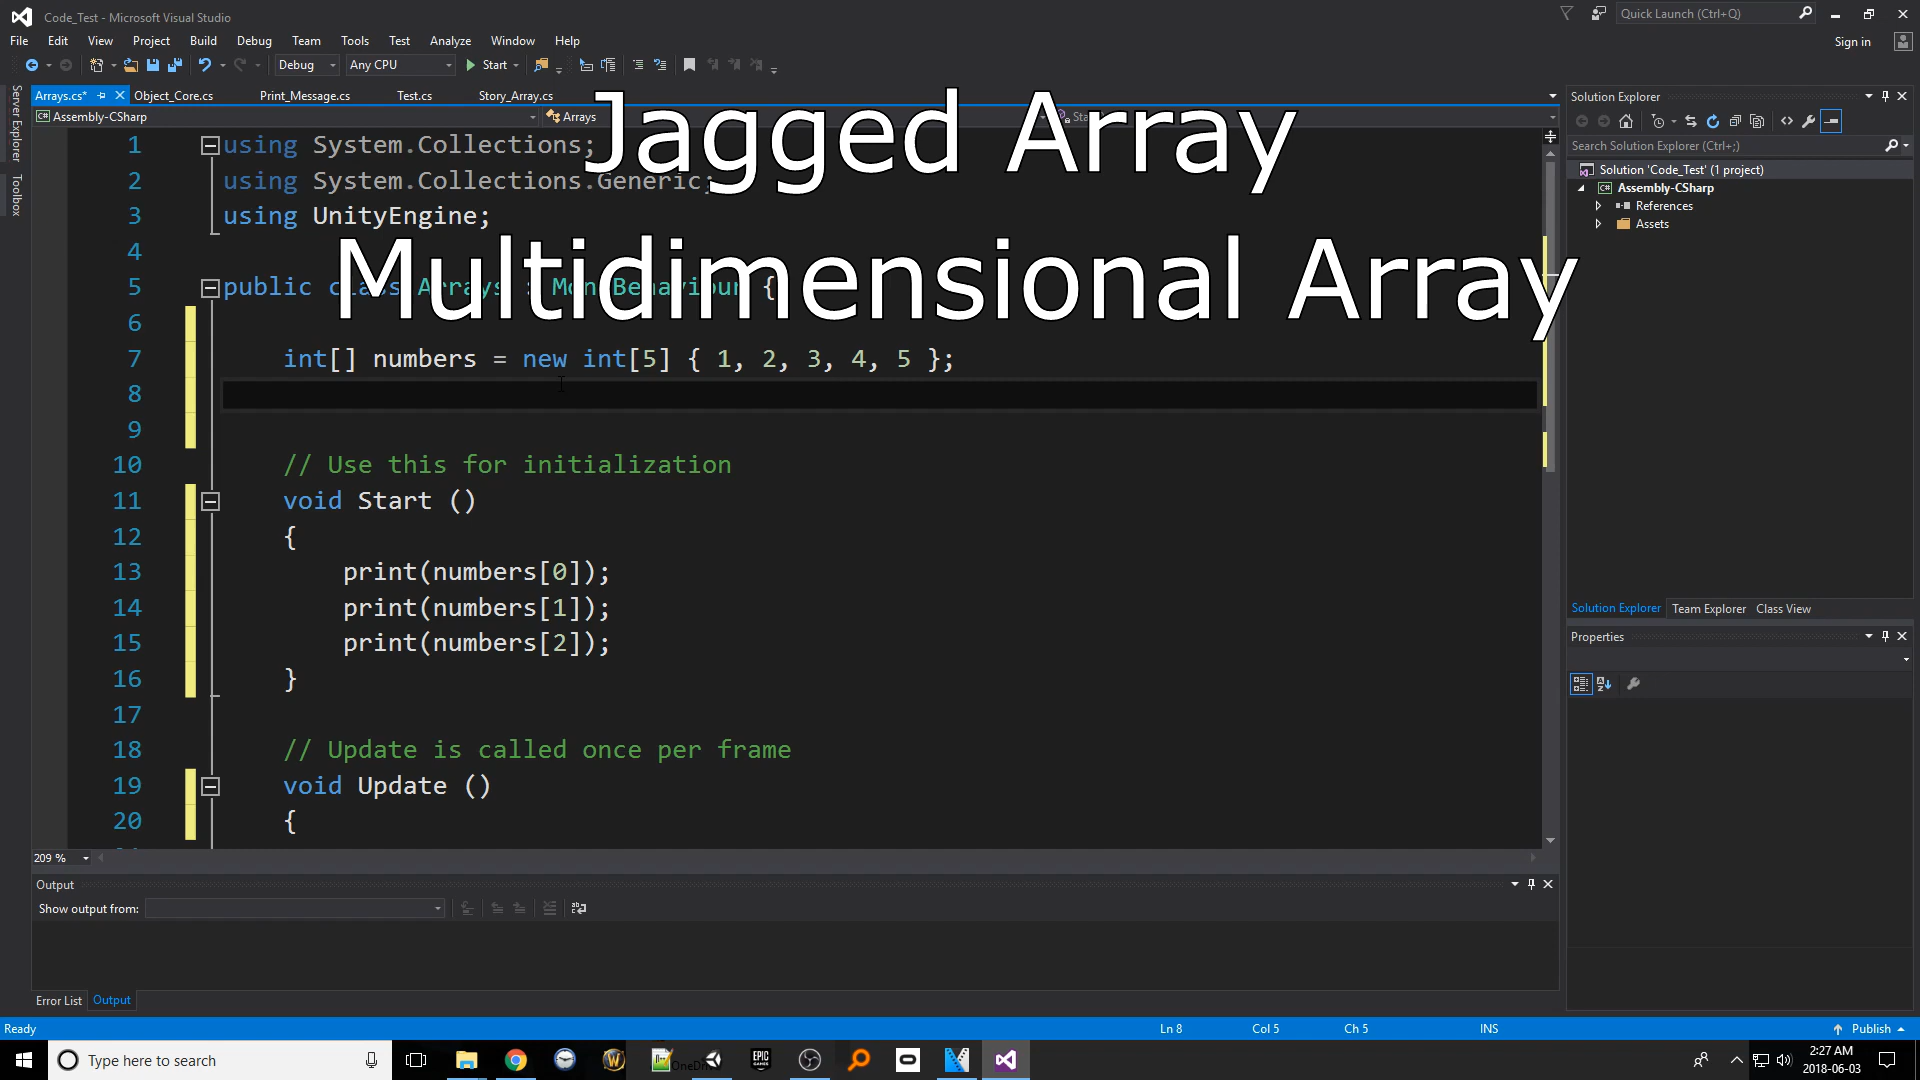 Code_Test - Microsoft Visual Studio
Quick Launch (Ctrl+Q)
File Edit View Project Build Debug Team Tools Test Analyze Window Help
Sign in
Debug Any CPU Start
Server Explorer
Toolbox
Arrays.cs* Object_Core.cs Print_Message.cs Test.cs Story_Array.cs
Assembly-CSharp Arrays
Jagged Array
Multidimensional Array
1 using System.Collections;
2 using System.Collections.Generic;
3 using UnityEngine;
4
5 public class Arrays : MonoBehaviour {
6
7 int[] numbers = new int[5] { 1, 2, 3, 4, 5 };
8
9
10 // Use this for initialization
11 void Start ()
12 {
13 print(numbers[0]);
14 print(numbers[1]);
15 print(numbers[2]);
16 }
17
18 // Update is called once per frame
19 void Update ()
20 {
209 %
Output
Show output from:
Error List Output
Solution Explorer
Search Solution Explorer (Ctrl+;)
Solution 'Code_Test' (1 project)
Assembly-CSharp
References
Assets
Solution Explorer Team Explorer Class View
Properties
Ready Ln 8 Col 5 Ch 5 INS Publish
Type here to search
EPIC GAMES
2:27 AM
2018-06-03